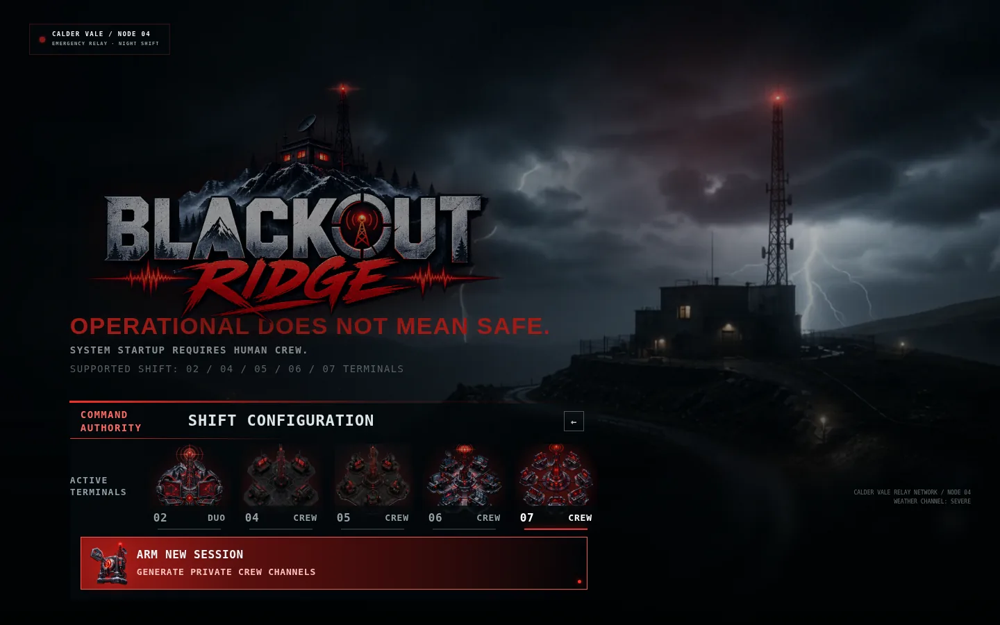 CALDER VALE / NODE 04
EMERGENCY RELAY · NIGHT SHIFT
BLACKOUT
RIDGE
OPERATIONAL DOES NOT MEAN SAFE.
SYSTEM STARTUP REQUIRES HUMAN CREW.
SUPPORTED SHIFT: 02 / 04 / 05 / 06 / 07 TERMINALS
COMMAND
AUTHORITY
SHIFT CONFIGURATION
←
ACTIVE
TERMINALS
02 DUO
04 CREW
05 CREW
06 CREW
07 CREW
ARM NEW SESSION
GENERATE PRIVATE CREW CHANNELS
CALDER VALE RELAY NETWORK / NODE 04
WEATHER CHANNEL: SEVERE